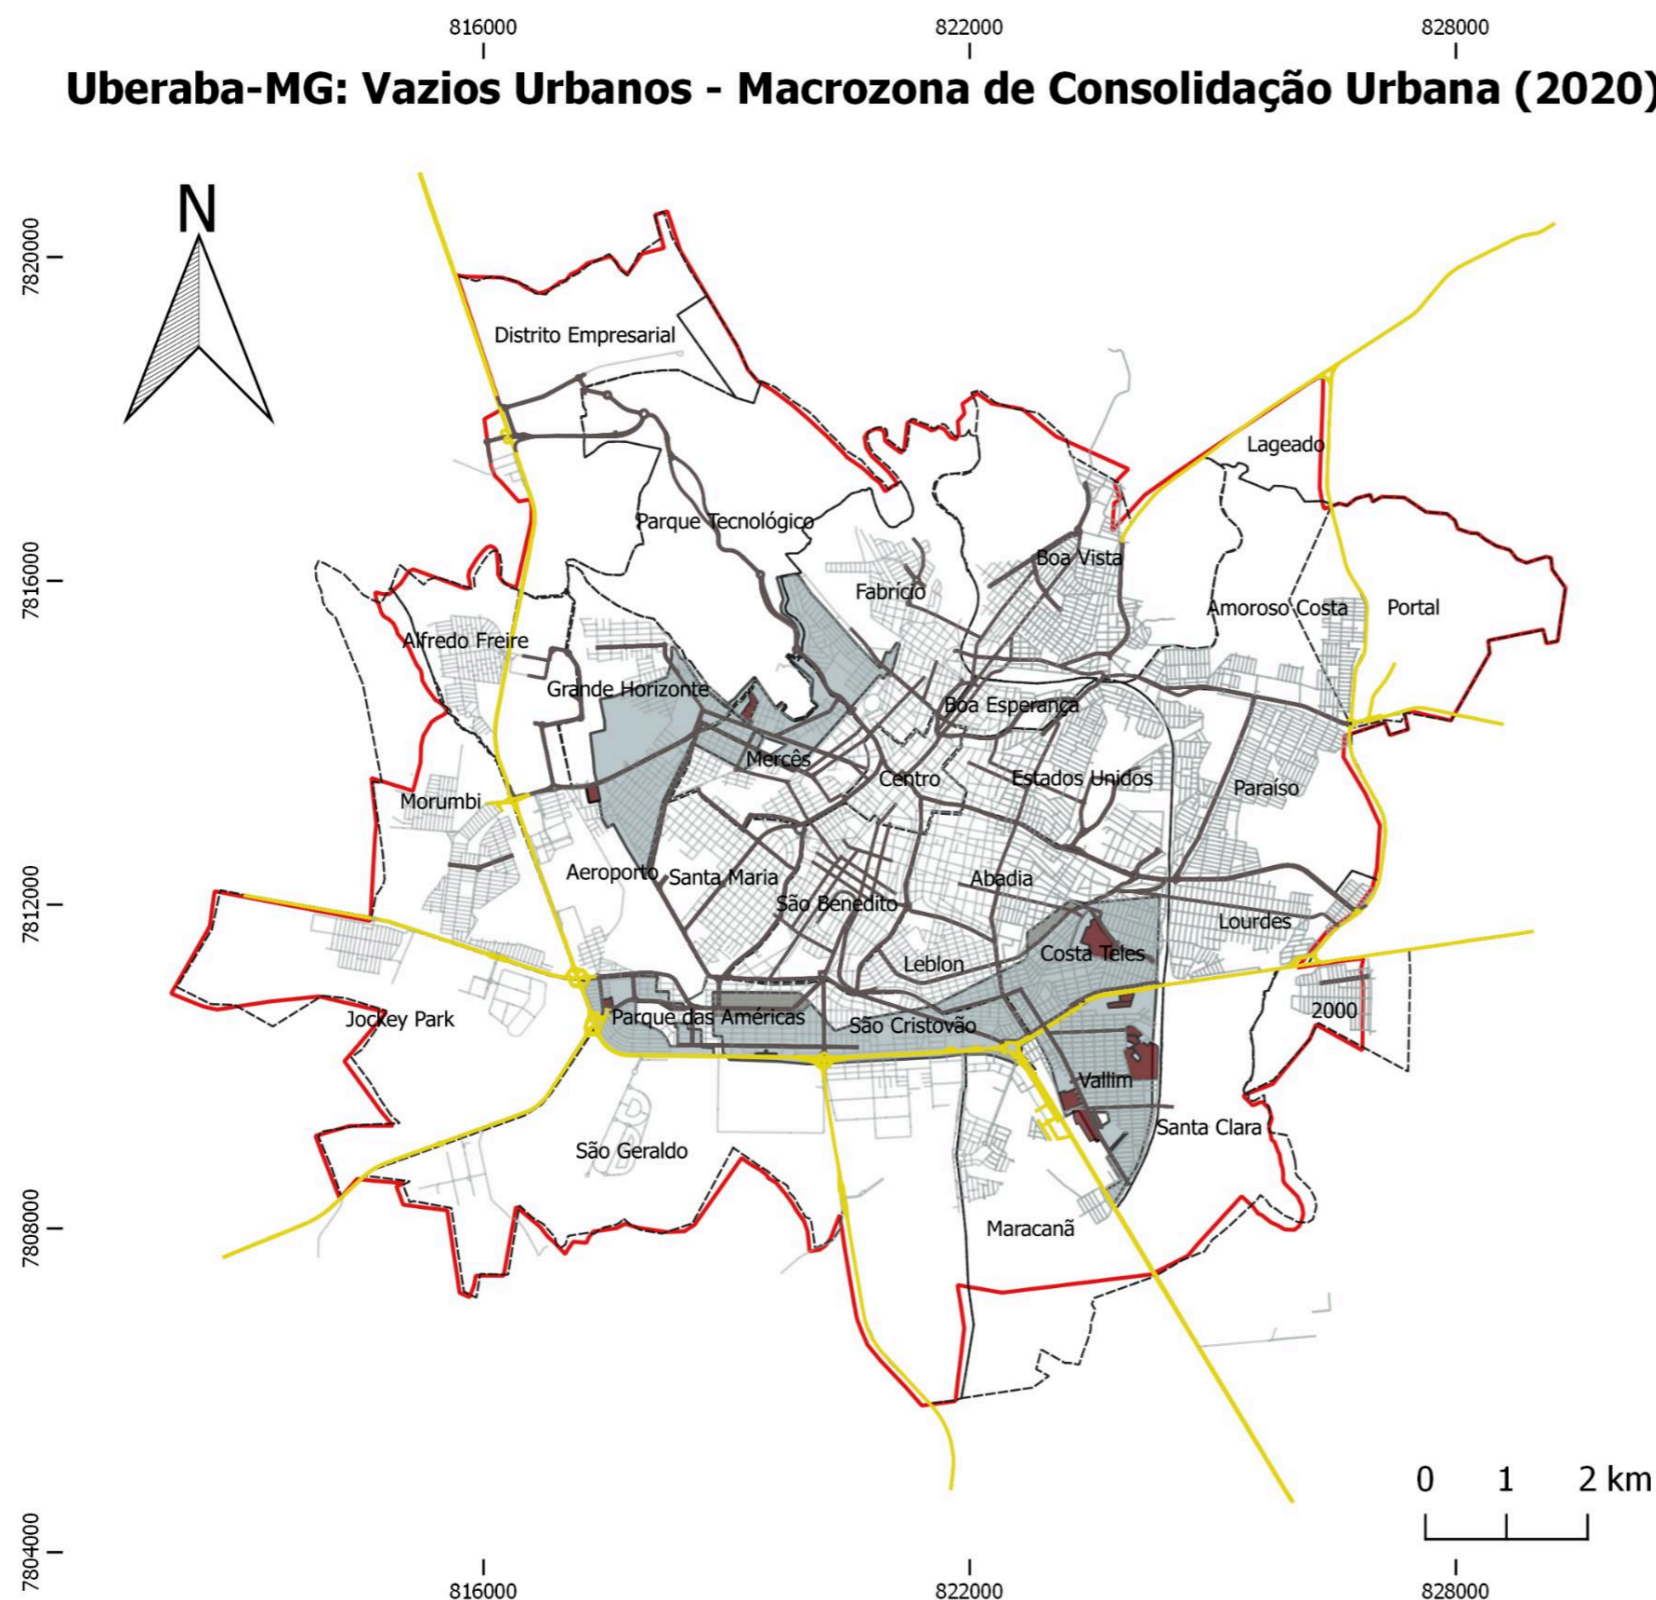 816000
822000
828000
Uberaba-MG: Vazios Urbanos - Macrozona de Consolidação Urbana (2020)
N
7820000
Distrito Empresarial
Lageado
Parque Tecnológico
Boa Vista
7816000
Fabrício
Amoroso Costa
Portal
Alfredo Freire
Grande Horizonte
Boa Esperança
Mercês
Centro
Estados Unidos
Paraíso
Morumbi
Aeroporto
Santa Maria
Abadia
7812000
São Benedito
Lourdes
Costa Teles
Leblon
2000
Jockey Park
Parque das Américas
São Cristovão
Vallim
Santa Clara
São Geraldo
7808000
Maracanã
0 1 2 km
7804000
816000
822000
828000